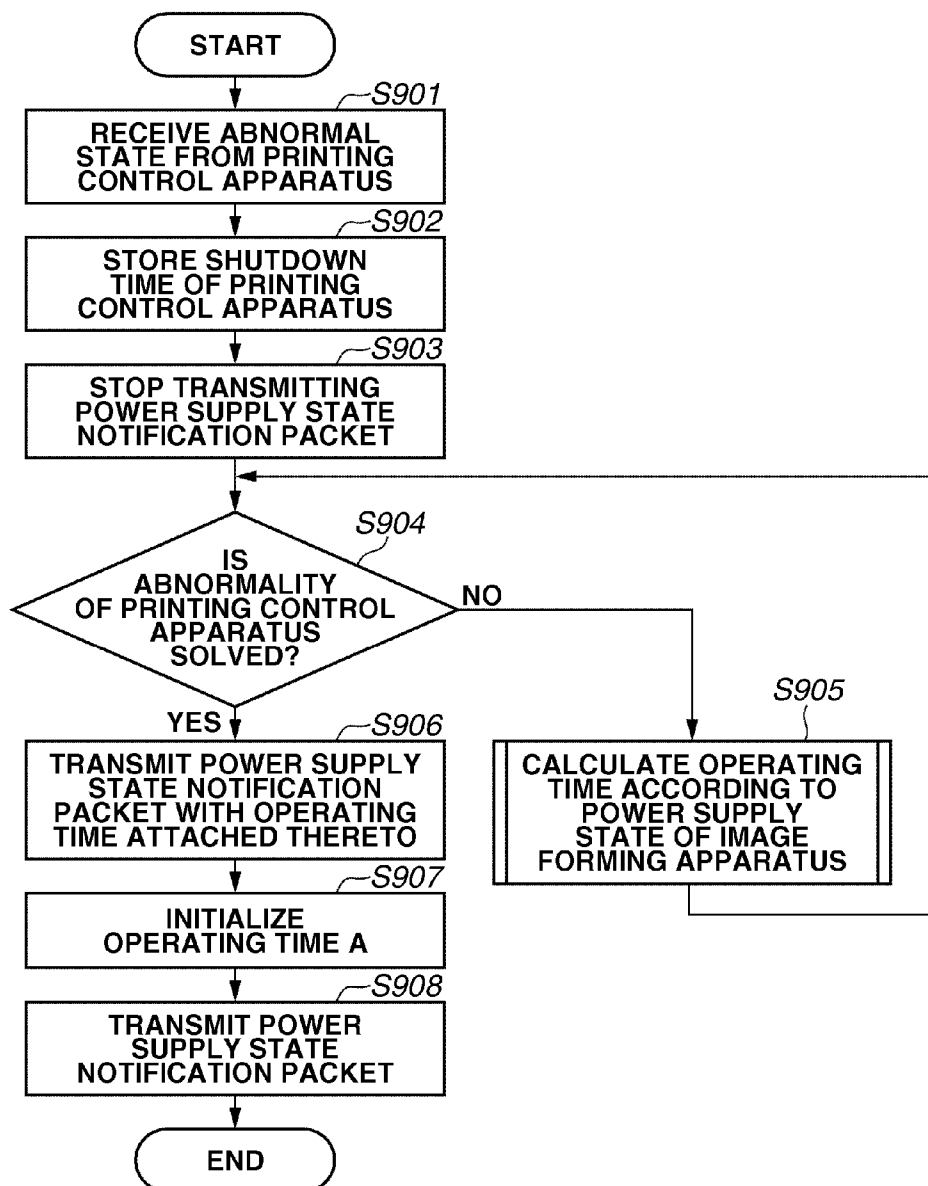 START
S901
RECEIVE ABNORMAL
STATE FROM PRINTING
CONTROL APPARATUS
S902
STORE SHUTDOWN
TIME OF PRINTING
CONTROL APPARATUS
S903
STOP TRANSMITTING
POWER SUPPLY STATE
NOTIFICATION PACKET
S904
IS
ABNORMALITY
OF PRINTING CONTROL
APPARATUS
SOLVED?
NO
S905
CALCULATE OPERATING
TIME ACCORDING TO
POWER SUPPLY
STATE OF IMAGE
FORMING APPARATUS
YES
S906
TRANSMIT POWER SUPPLY
STATE NOTIFICATION
PACKET WITH OPERATING
TIME ATTACHED THERETO
S907
INITIALIZE
OPERATING TIME A
S908
TRANSMIT POWER
SUPPLY STATE
NOTIFICATION PACKET
END